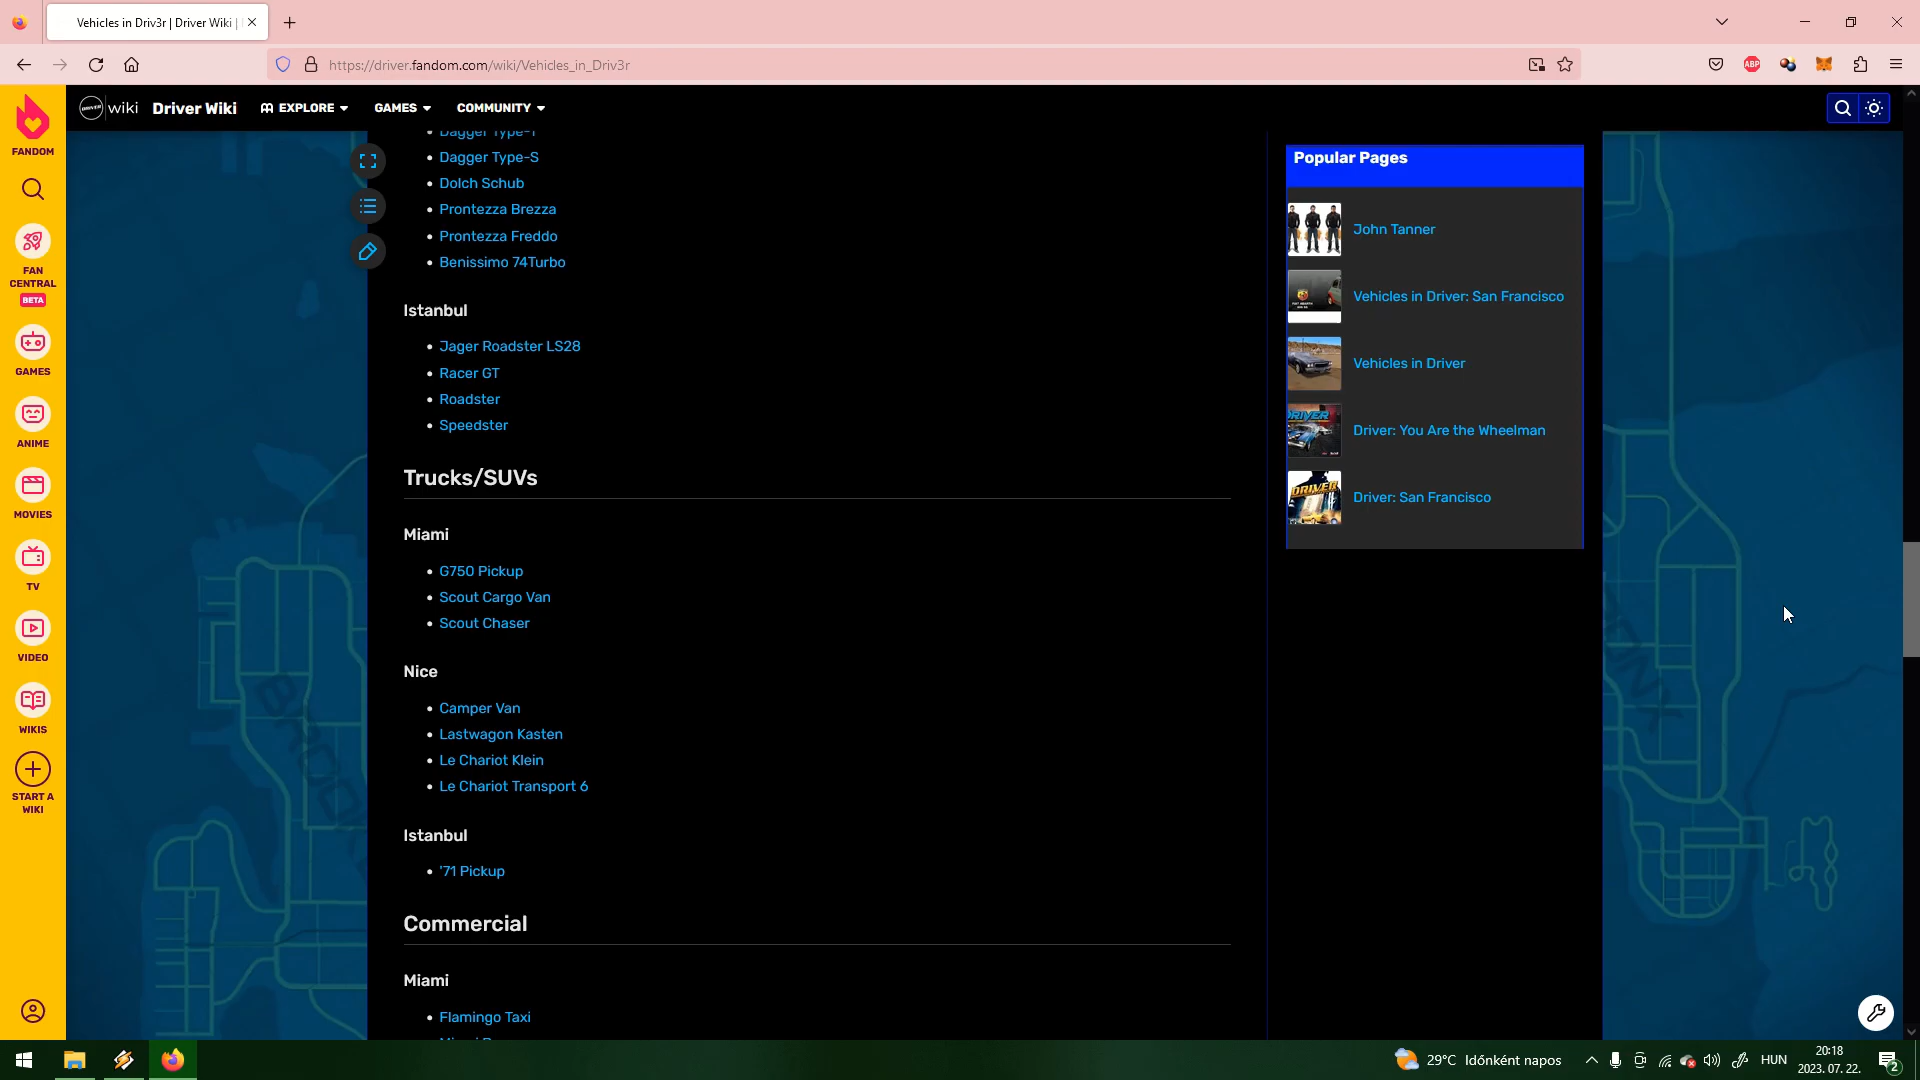 Vehicles in Driv3r | Driver Wiki |
https://driver.fandom.com/wiki/Vehicles_in_Driv3r
ABP
wiki
Driver Wiki
EXPLORE
GAMES
COMMUNITY
FANDOM
FAN
CENTRAL
BETA
GAMES
ANIME
MOVIES
TV
VIDEO
WIKIS
START A
WIKI
Dagger Type-T
Dagger Type-S
Dolch Schub
Prontezza Brezza
Prontezza Freddo
Benissimo 74Turbo
Istanbul
Jager Roadster LS28
Racer GT
Roadster
Speedster
Trucks/SUVs
Miami
G750 Pickup
Scout Cargo Van
Scout Chaser
Nice
Camper Van
Lastwagon Kasten
Le Chariot Klein
Le Chariot Transport 6
Istanbul
'71 Pickup
Commercial
Miami
Flamingo Taxi
Popular Pages
John Tanner
Vehicles in Driver: San Francisco
Vehicles in Driver
Driver: You Are the Wheelman
Driver: San Francisco
29°C Időnként napos
HUN
20:18
2023. 07. 22.
2